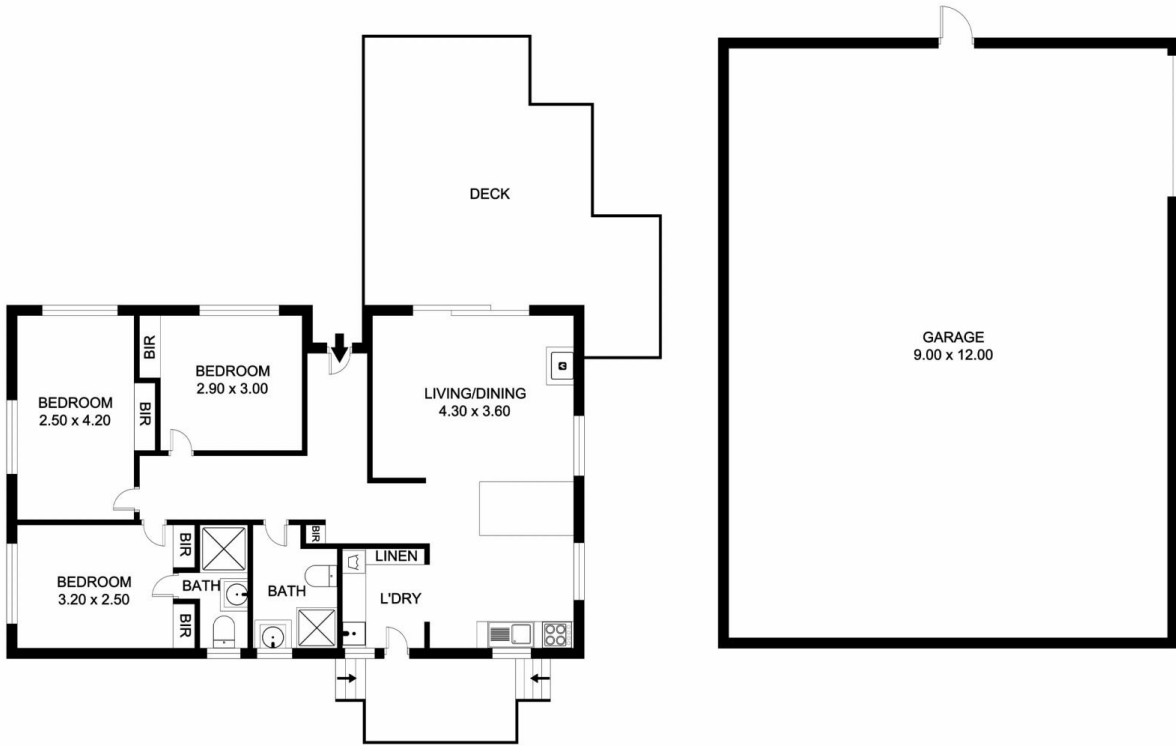 DECK
BIR
BEDROOM
2.90 x 3.00
BEDROOM
2.50 x 4.20
BIR
LIVING/DINING
4.30 x 3.60
GARAGE
9.00 x 12.00
BIR
BIR
LINEN
BEDROOM
3.20 x 2.50
BATH
BATH
L'DRY
BIR